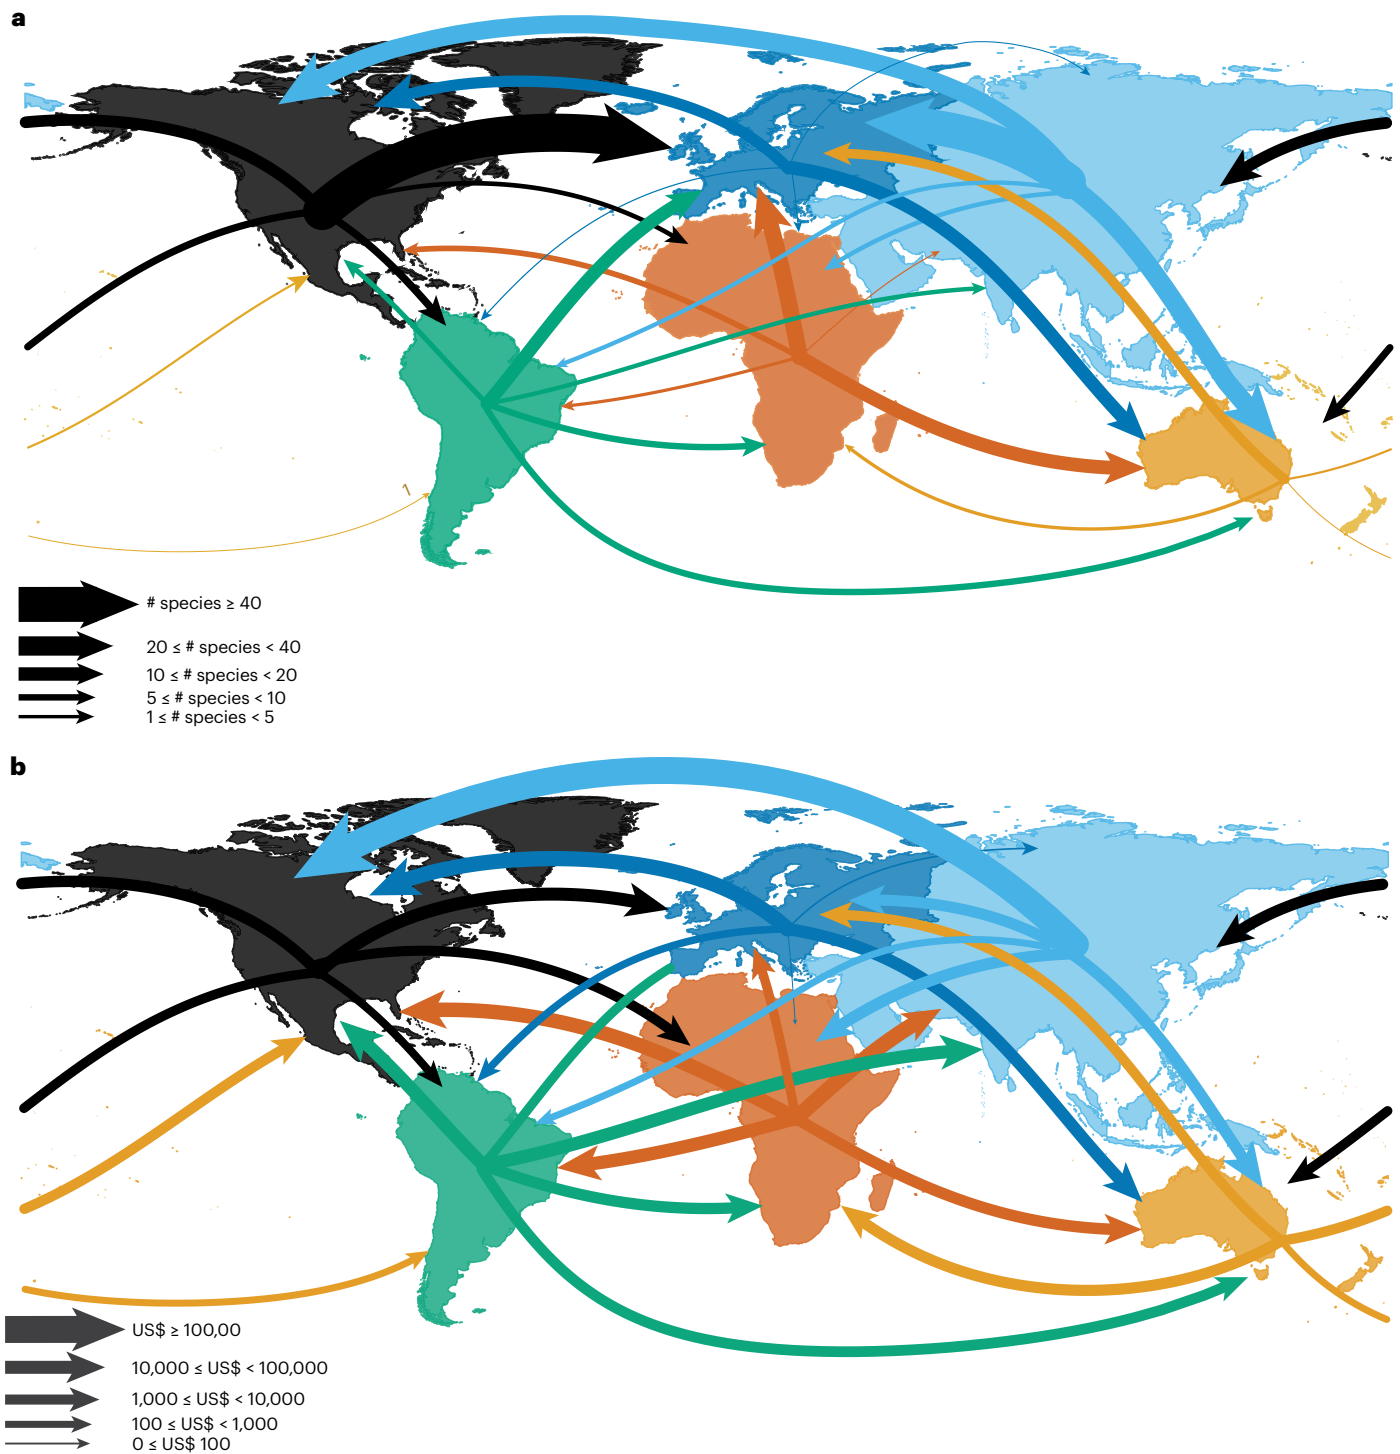 a
1
# species ≥ 40
20 ≤ # species < 40
10 ≤ # species < 20
5 ≤ # species < 10
1 ≤ # species < 5
b
US$ ≥ 100,00
10,000 ≤ US$ < 100,000
1,000 ≤ US$ < 10,000
100 ≤ US$ < 1,000
0 ≤ US$ 100